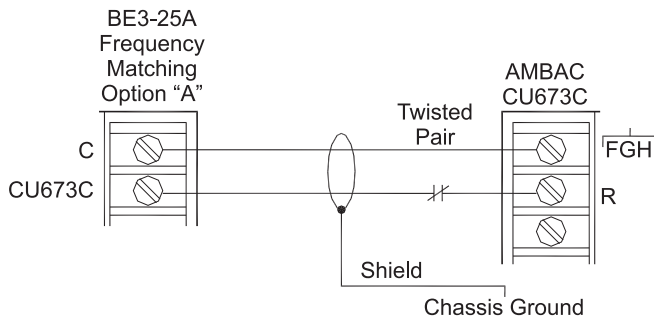 BE3-25A
Frequency
Matching
Option “A”
AMBAC
CU673C
Twisted
Pair
C
FGH
CU673C
R
Shield
Chassis Ground